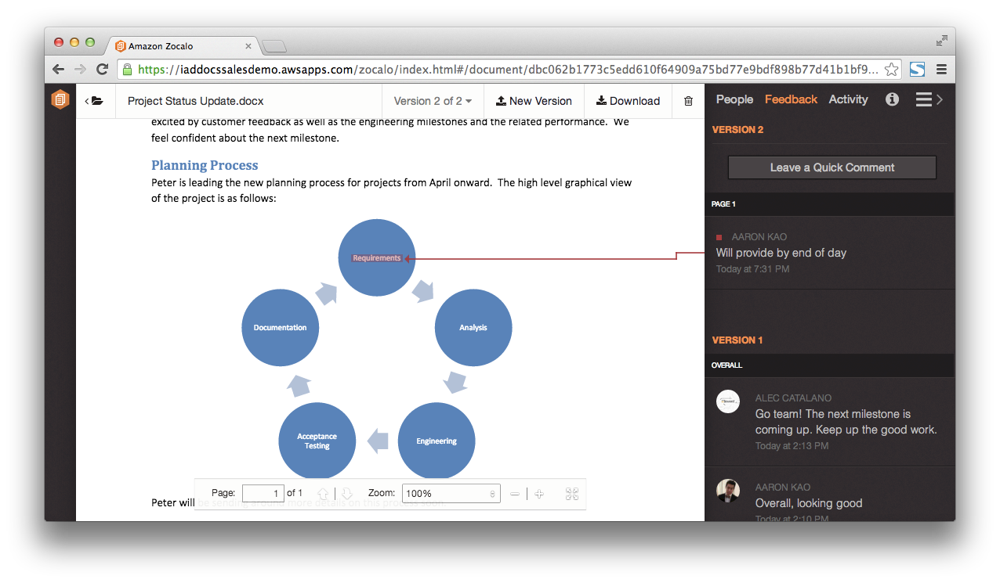 Amazon Zocalo
https://iaddocssalesdemo.awsapps.com/zocalo/index.html#/document/dbc062b1773c5edd610f64909a75bd77e9bdf898b77d41b1bf9...
Project Status Update.docx
Version 2 of 2
New Version
Download
People Feedback Activity
excited by customer feedback as well as the engineering milestones and the related performance. We
feel confident about the next milestone.
Planning Process
Peter is leading the new planning process for projects from April onward. The high level graphical view
of the project is as follows:
Requirements
Analysis
Engineering
Acceptance
Testing
Documentation
Peter will be sending around more details on this process soon.
Page: 1 of 1 Zoom: 100%
VERSION 2
Leave a Quick Comment
PAGE 1
AARON KAO
Will provide by end of day
Today at 7:31 PM
VERSION 1
OVERALL
ALEC CATALANO
Go team! The next milestone is
coming up. Keep up the good work.
Today at 2:13 PM
AARON KAO
Overall, looking good
Today at 2:10 PM